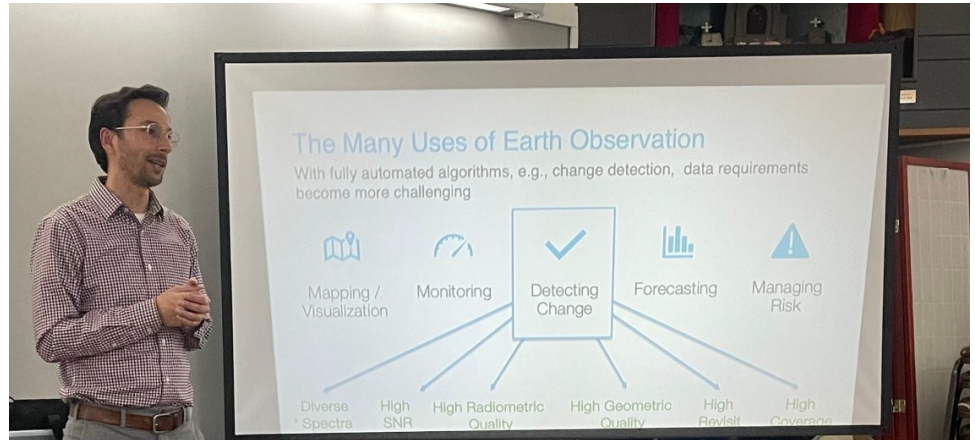 The Many Uses of Earth Observation
With fully automated algorithms, e.g., change detection, data requirements
become more challenging
Mapping /
Visualization
Monitoring
Detecting
Change
Forecasting
Managing
Risk
Diverse
Spectra
High
SNR
High Radiometric
Quality
High Geometric
Quality
High
Revisit
High
Coverage